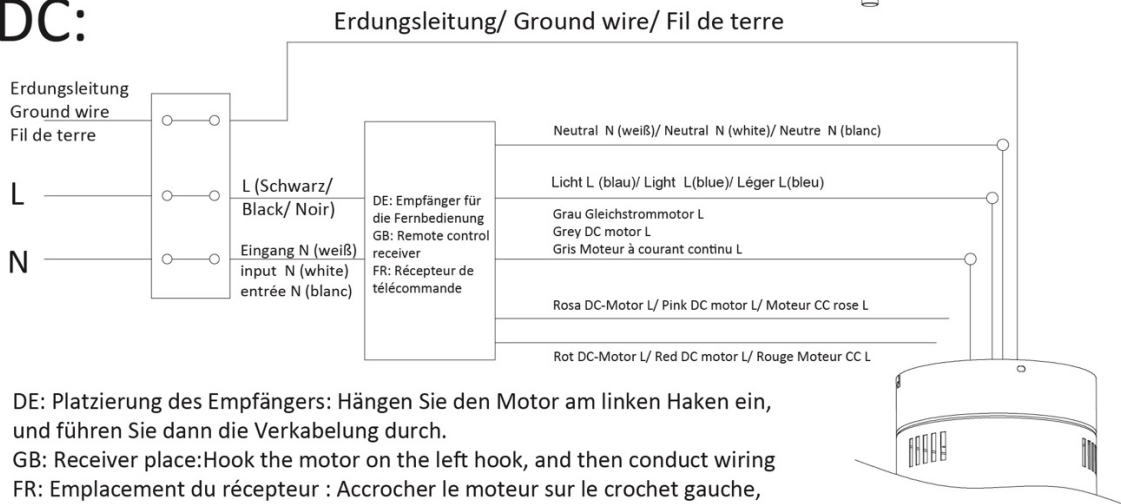 DC:
Erdungsleitung/ Ground wire/ Fil de terre
Erdungsleitung
Ground wire
Fil de terre
L
N
L (Schwarz/
Black/ Noir)
Eingang N (weiß)
input N (white)
entrée N (blanc)
DE: Empfänger für
die Fernbedienung
GB: Remote control
receiver
FR: Récepteur de
télécommande
Neutral N (weiß)/ Neutral N (white)/ Neutre N (blanc)
Licht L (blau)/ Light L(blue)/ Léger L(bleu)
Grau Gleichstrommotor L
Grey DC motor L
Gris Moteur à courant continu L
Rosa DC-Motor L/ Pink DC motor L/ Moteur CC rose L
Rot DC-Motor L/ Red DC motor L/ Rouge Moteur CC L
DE: Platzierung des Empfängers: Hängen Sie den Motor am linken Haken ein,
und führen Sie dann die Verkabelung durch.
GB: Receiver place:Hook the motor on the left hook, and then conduct wiring
FR: Emplacement du récepteur : Accrocher le moteur sur le crochet gauche,